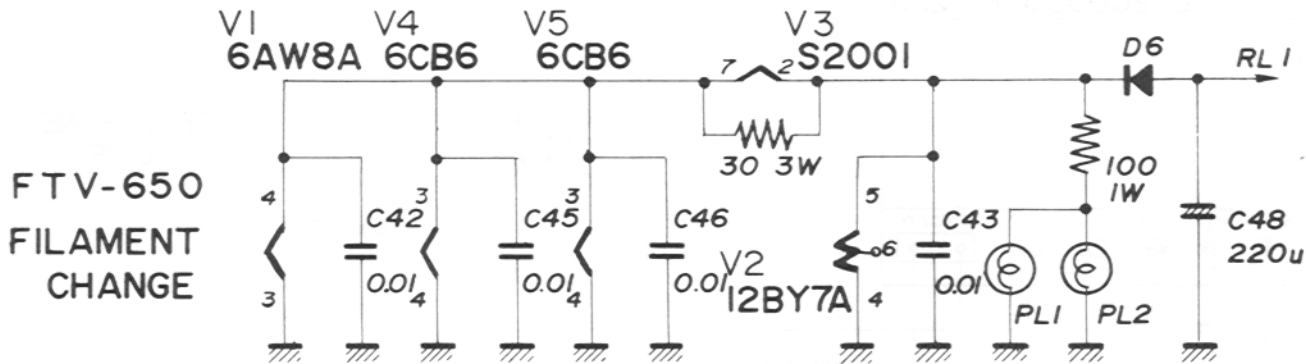 V1 V4 V5 V3
6AW8A 6CB6 6CB6 S2001 D6 RL 1
7 2
30 3W
100
1W
FTV-650
FILAMENT
CHANGE
4 3 3 5
C42 C45 C46 C43 C48
0.01 0.01 0.01 0.01 220u
6
V2
12BY7A
3 4 4 4
PL1 PL2